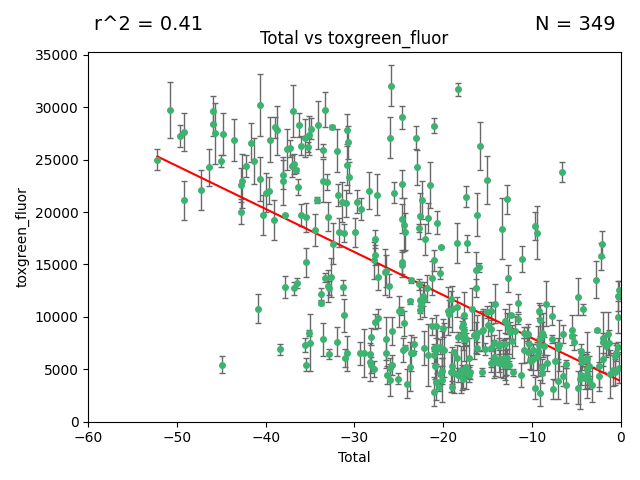 r^2 = 0.41 N = 349
Total vs toxgreen_fluor
35000
30000
25000
20000
15000
10000
5000
0
toxgreen_fluor
−60 −50 −40 −30 −20 −10 0
Total